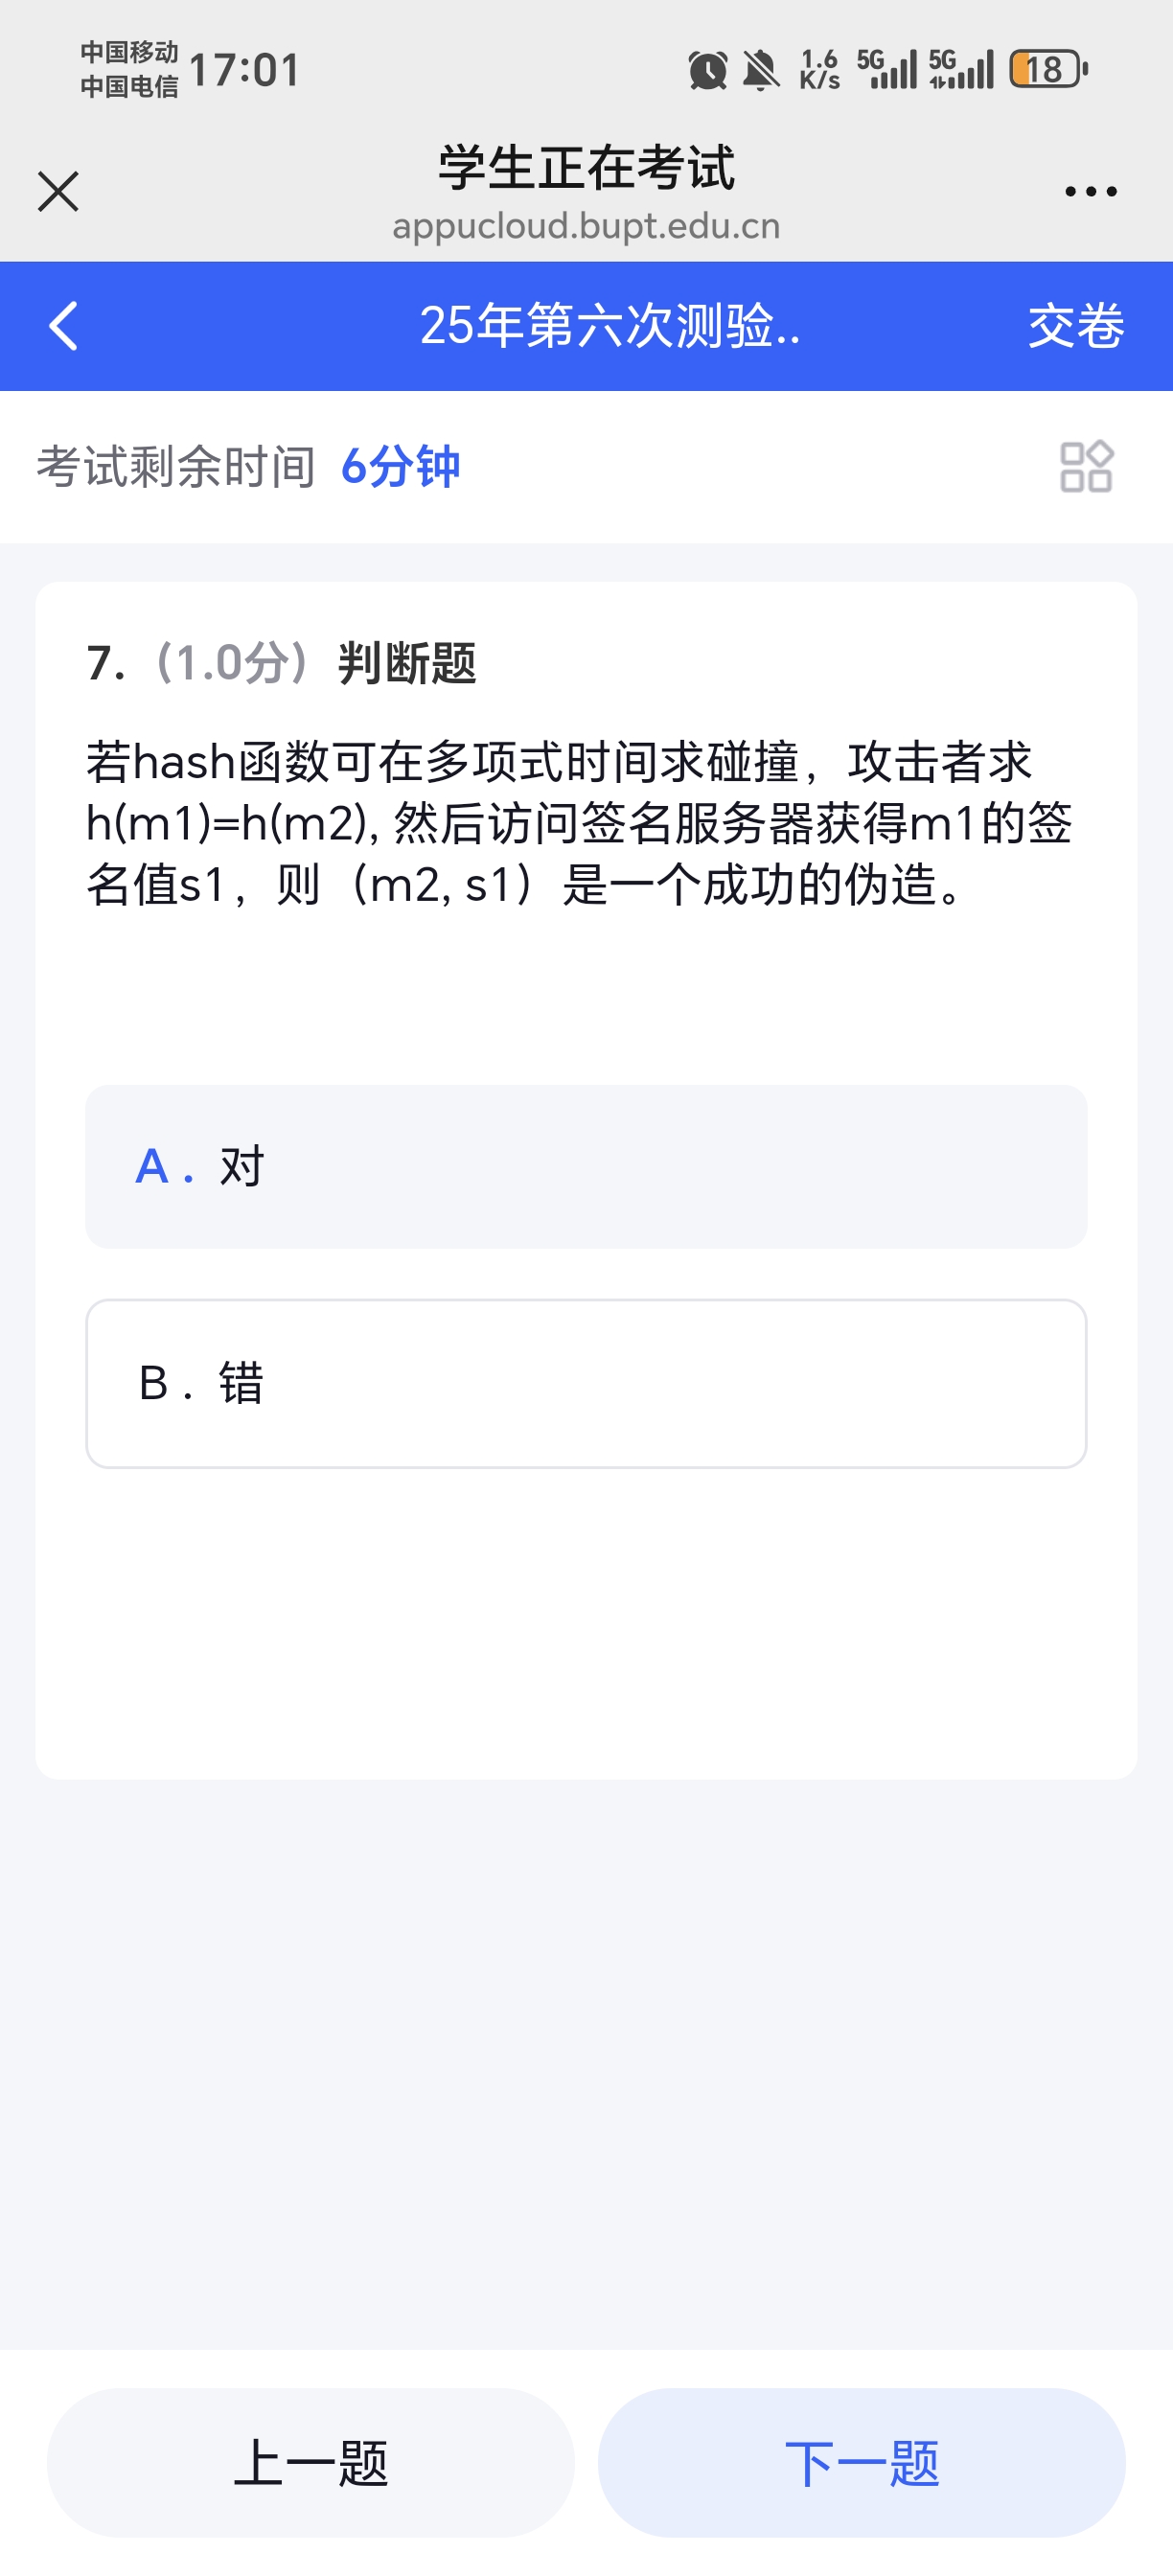 中国移动
中国电信
17:01
1.6
K/s
5G
5G
18
学生正在考试
appucloud.bupt.edu.cn
25年第六次测验..
交卷
考试剩余时间 6分钟
7.（1.0分）判断题
若hash函数可在多项式时间求碰撞，攻击者求
h(m1)=h(m2), 然后访问签名服务器获得m1的签
名值s1，则（m2, s1）是一个成功的伪造。
A . 对
B . 错
上一题
下一题